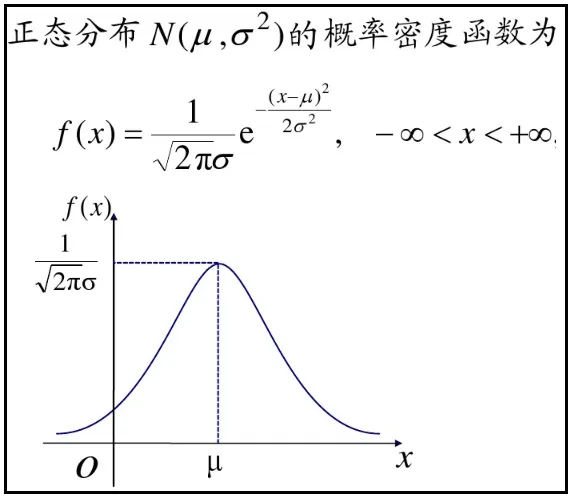 正态分布 N(μ,σ²)的概率密度函数为
f(x) = 1/(√(2π)σ) e^(-(x-μ)²/(2σ²)), -∞ < x < +∞.
f(x)
1/(√(2π)σ)
O μ x